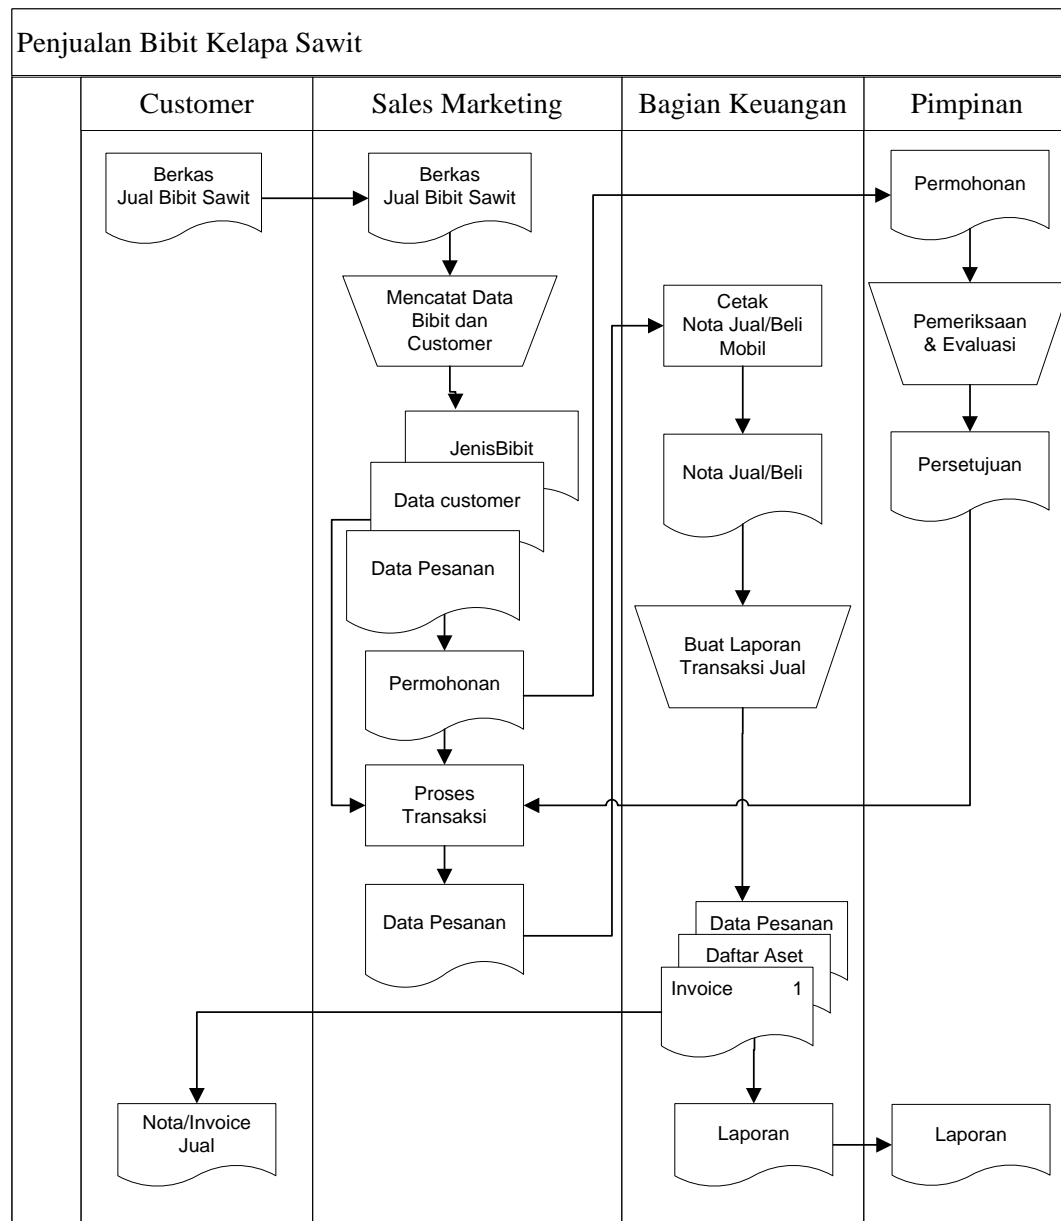 Penjualan Bibit Kelapa Sawit
Customer
Sales Marketing
Bagian Keuangan
Pimpinan
Berkas
Jual Bibit Sawit
Nota/Invoice
Jual
Berkas
Jual Bibit Sawit
Mencatat Data
Bibit dan
Customer
JenisBibit
Data customer
Data Pesanan
Permohonan
Proses
Transaksi
Data Pesanan
Cetak
Nota Jual/Beli
Mobil
Nota Jual/Beli
Buat Laporan
Transaksi Jual
Data Pesanan
Daftar Aset
Invoice 1
Laporan
Permohonan
Pemeriksaan
& Evaluasi
Persetujuan
Laporan